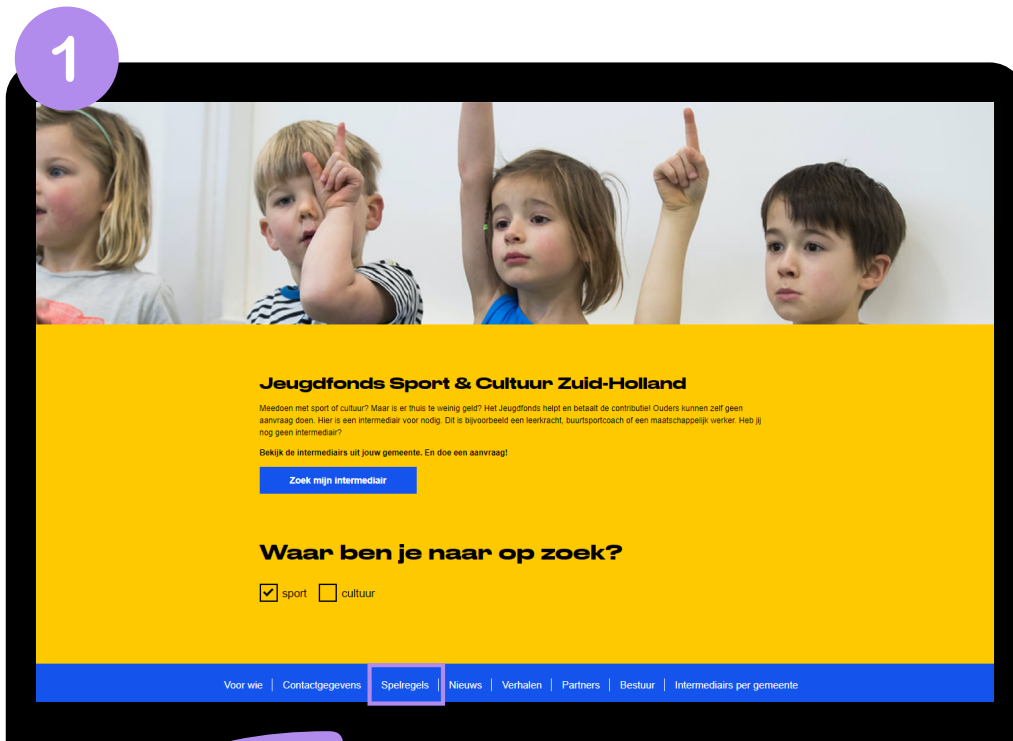 1
Jeugdfonds Sport & Cultuur Zuid-Holland
Meedoen met sport of cultuur? Maar is er thuis te weinig geld? Het Jeugdfonds helpt en betaalt de contributie! Ouders kunnen zelf geen
aanvraag doen. Hier is een intermediair voor nodig. Dit is bijvoorbeeld een leerkracht, buurtsportcoach of een maatschappelijk werker. Heb jij
nog geen intermediair?
Bekijk de intermediairs uit jouw gemeente. En doe een aanvraag!
Zoek mijn intermediair
Waar ben je naar op zoek?
sport cultuur
Voor wie | Contactgegevens Spelregels | Nieuws | Verhalen | Partners | Bestuur | Intermediairs per gemeente